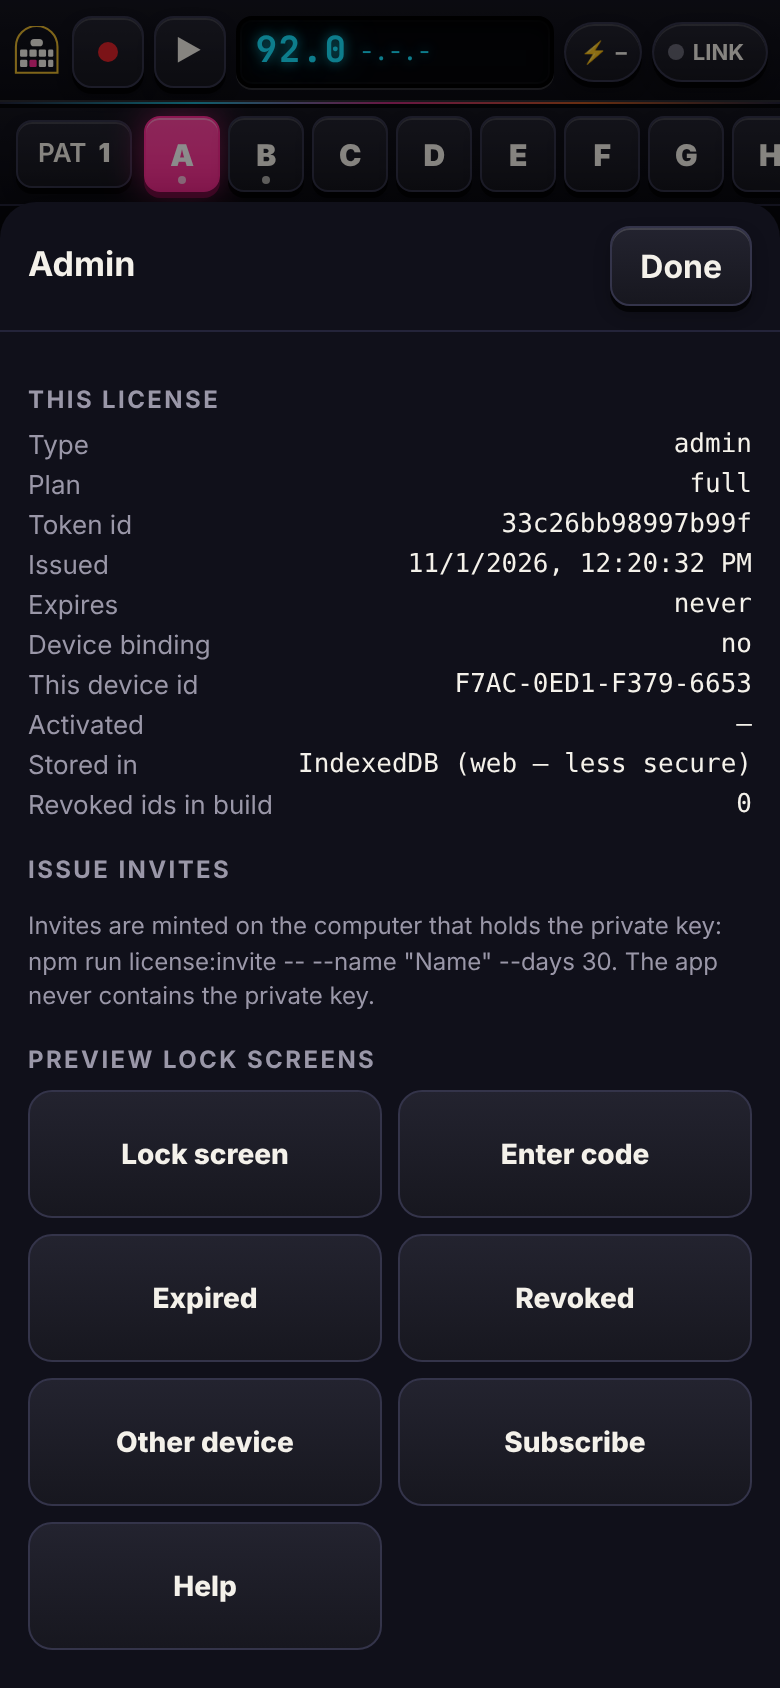 92.0 -.-.-
⚡ –
LINK
PAT 1
A
B
C
D
E
F
G
H
Admin
Done
THIS LICENSE
Type admin
Plan full
Token id 33c26bb98997b99f
Issued 11/1/2026, 12:20:32 PM
Expires never
Device binding no
This device id F7AC-0ED1-F379-6653
Activated —
Stored in IndexedDB (web — less secure)
Revoked ids in build 0
ISSUE INVITES
Invites are minted on the computer that holds the private key:
npm run license:invite -- --name "Name" --days 30. The app
never contains the private key.
PREVIEW LOCK SCREENS
Lock screen
Enter code
Expired
Revoked
Other device
Subscribe
Help